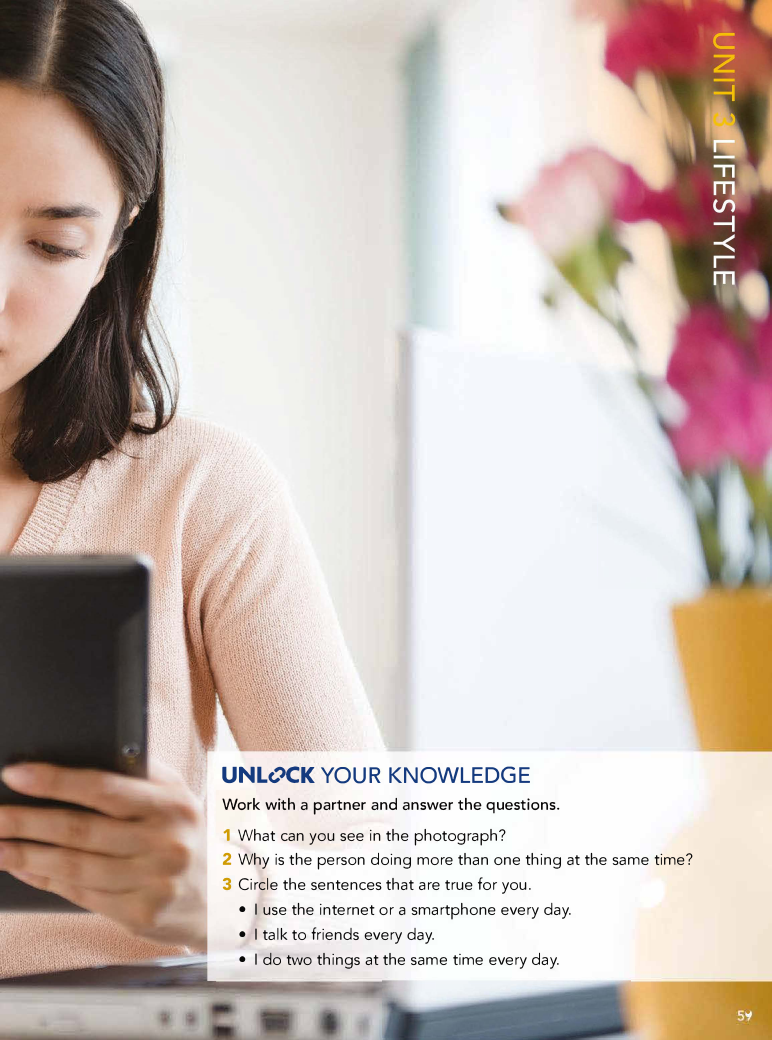 UNIT 3 LIFESTYLE
UNLOCK YOUR KNOWLEDGE
Work with a partner and answer the questions.
1 What can you see in the photograph?
2 Why is the person doing more than one thing at the same time?
3 Circle the sentences that are true for you.
• I use the internet or a smartphone every day.
• I talk to friends every day.
• I do two things at the same time every day.